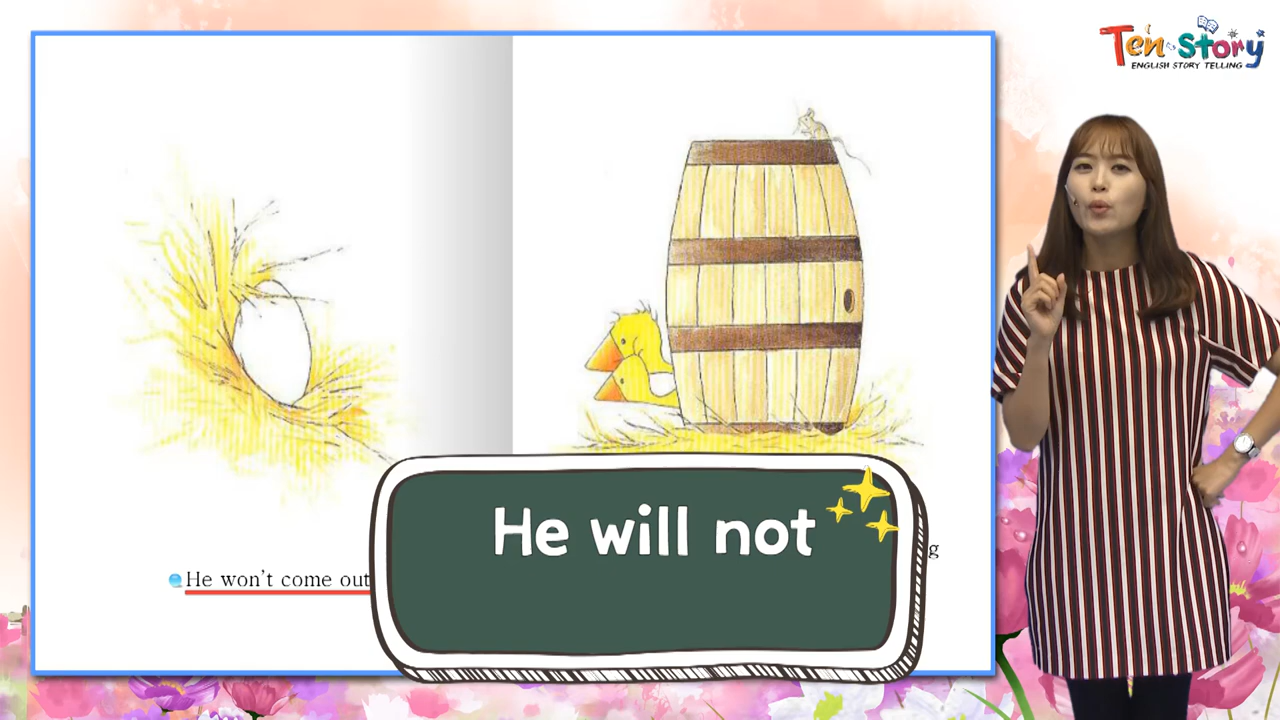 Ten Story
ENGLISH STORY TELLING
He will not
g
He won't come out